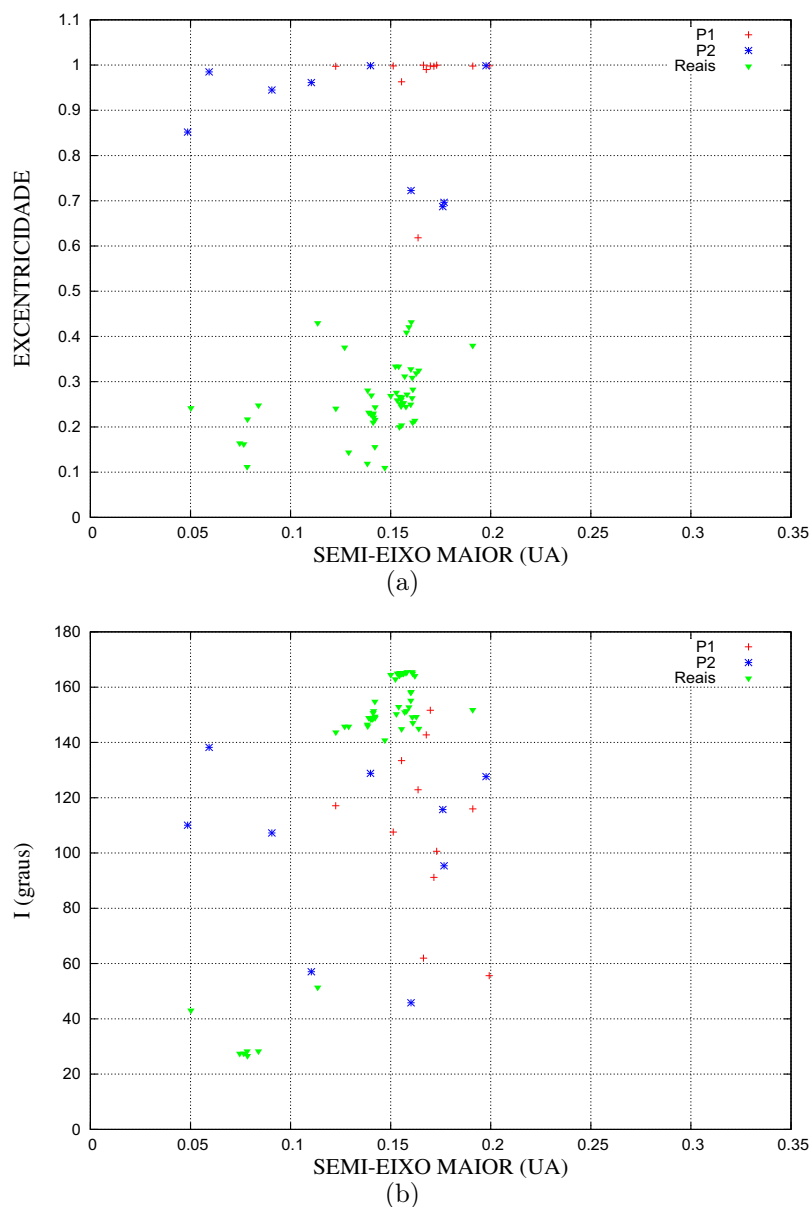 1.1
1
0.9
0.8
0.7
0.6
0.5
0.4
0.3
0.2
0.1
0
EXCENTRICIDADE
P1
P2
Reais
0 0.05 0.1 0.15 0.2 0.25 0.3 0.35
SEMI-EIXO MAIOR (UA)
(a)
180
160
140
120
100
80
60
40
20
0
I (graus)
P1
P2
Reais
0 0.05 0.1 0.15 0.2 0.25 0.3 0.35
SEMI-EIXO MAIOR (UA)
(b)